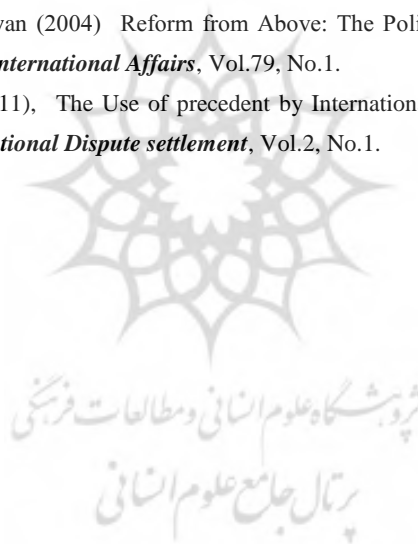 yan (2004) Reform from Above: The Poli
nternational Affairs, Vol.79, No.1.
11), The Use of precedent by Internation
tional Dispute settlement, Vol.2, No.1.
پژوهشگاه علوم انسانی و مطالعات فرهنگی
پرتال جامع علوم انسانی